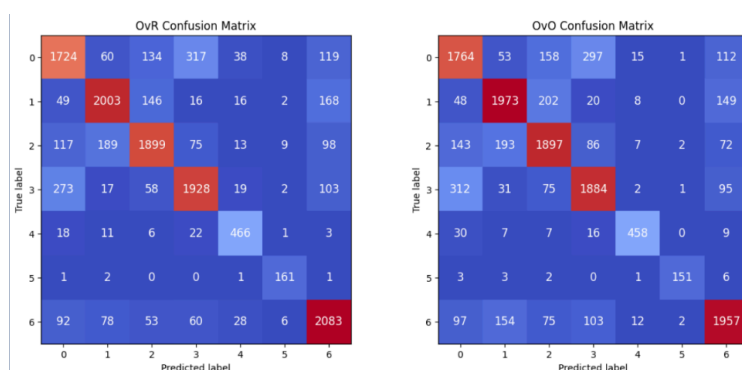 OvR Confusion Matrix
0 1724 60 134 317 38 8 119
1 49 2003 146 16 16 2 168
2 117 189 1899 75 13 9 98
3 273 17 58 1928 19 2 103
4 18 11 6 22 466 1 3
5 1 2 0 0 1 161 1
6 92 78 53 60 28 6 2083
0 1 2 3 4 5 6
True label
Predicted label
OvO Confusion Matrix
0 1764 53 158 297 15 1 112
1 48 1973 202 20 8 0 149
2 143 193 1897 86 7 2 72
3 312 31 75 1884 2 1 95
4 30 7 7 16 458 0 9
5 3 3 2 0 1 151 6
6 97 154 75 103 12 2 1957
0 1 2 3 4 5 6
True label
Predicted label